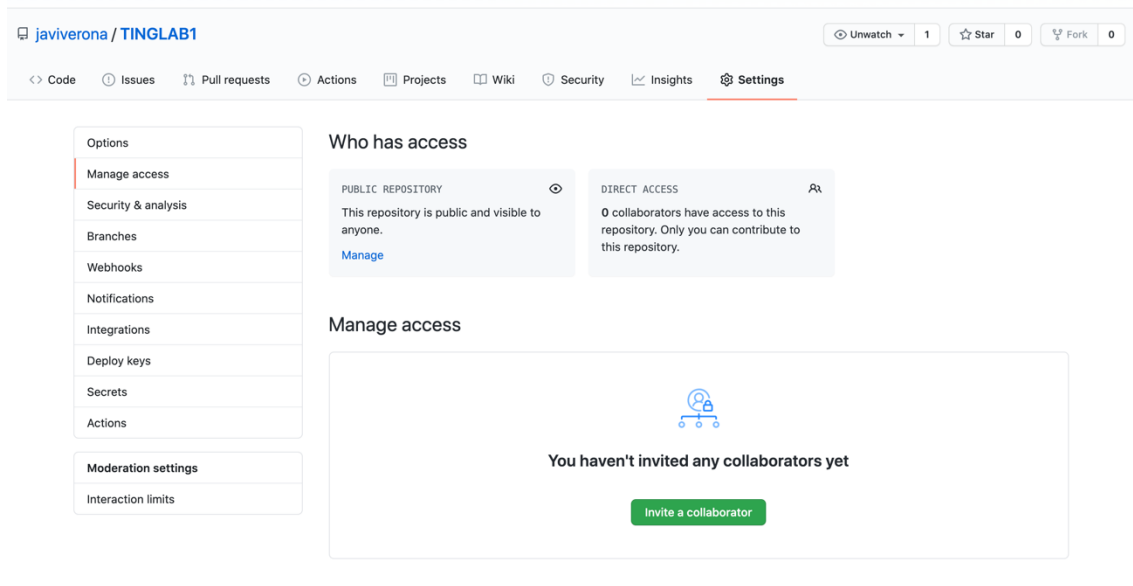 javiverona / TINGLAB1
Unwatch 1 Star 0 Fork 0
Code Issues Pull requests Actions Projects Wiki Security Insights Settings
Options
Manage access
Security & analysis
Branches
Webhooks
Notifications
Integrations
Deploy keys
Secrets
Actions
Moderation settings
Interaction limits
Who has access
PUBLIC REPOSITORY
This repository is public and visible to
anyone.
Manage
DIRECT ACCESS
0 collaborators have access to this
repository. Only you can contribute to
this repository.
Manage access
You haven't invited any collaborators yet
Invite a collaborator